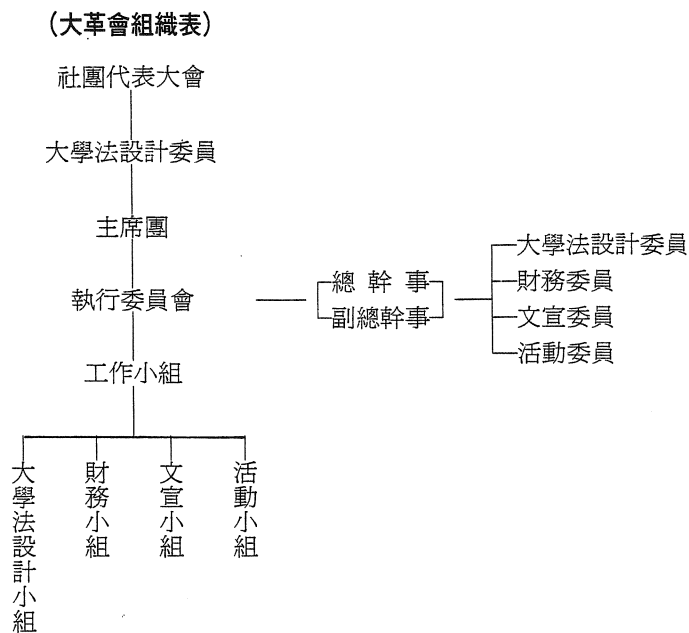 （大革會組織表）
社團代表大會
大學法設計委員
主席團
執行委員會
總幹事
副總幹事
大學法設計委員
財務委員
文宣委員
活動委員
工作小組
大學法設計小組
財務小組
文宣小組
活動小組